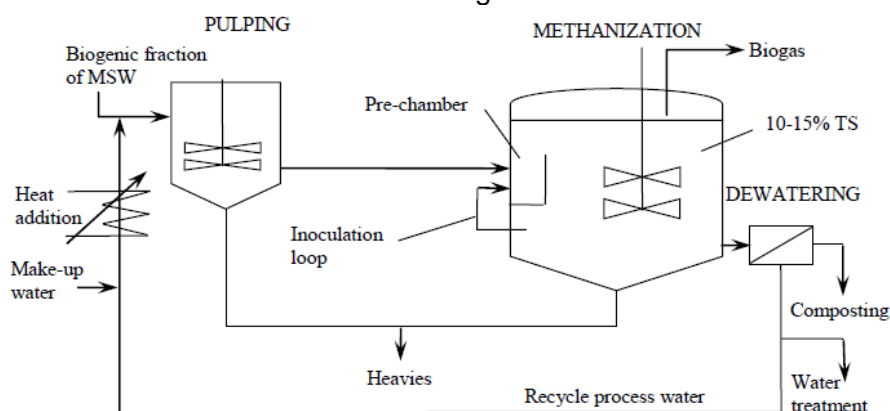 PULPING
METHANIZATION
Biogenic fraction
of MSW
Biogas
Pre-chamber
10-15% TS
Heat
addition
DEWATERING
Inoculation
loop
Make-up
water
Composting
Heavies
Recycle process water
Water
treatment